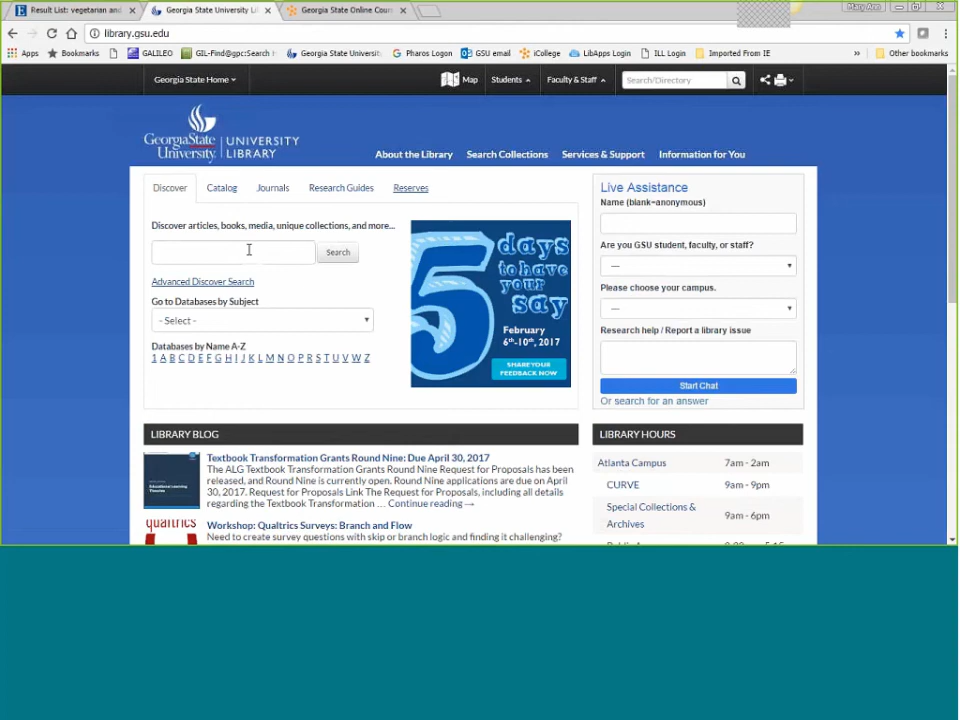 Result List: vegetarian and
Georgia State University Li
Georgia State Online Cour
Mary Ann
library.gsu.edu
Apps
Bookmarks
GALILEO
GIL-Find@gpc:Search
Georgia State Universit
Pharos Logon
GSU email
iCollege
LibApps Login
ILL Login
Imported From IE
»
Other bookmarks
Georgia State Home
Map
Students
Faculty & Staff
Search/Directory
GeorgiaState
University
UNIVERSITY
LIBRARY
About the Library
Search Collections
Services & Support
Information for You
Discover
Catalog
Journals
Research Guides
Reserves
Discover articles, books, media, unique collections, and more...
Search
Advanced Discover Search
Go to Databases by Subject
- Select -
Databases by Name A-Z
1 A B C D E F G H I J K L M N O P R S T U V W Z
5 days
to have
your
say
February
6th-10th, 2017
SHARE YOUR
FEEDBACK NOW
Live Assistance
Name (blank=anonymous)
Are you GSU student, faculty, or staff?
---
Please choose your campus.
---
Research help / Report a library issue
Start Chat
Or search for an answer
LIBRARY BLOG
Textbook Transformation Grants Round Nine: Due April 30, 2017
The ALG Textbook Transformation Grants Round Nine Request for Proposals has been
released, and Round Nine is currently open. Round Nine applications are due on April
30, 2017. Request for Proposals Link The Request for Proposals, including all details
regarding the Textbook Transformation … Continue reading →
qualtrics
Workshop: Qualtrics Surveys: Branch and Flow
Need to create survey questions with skip or branch logic and finding it challenging?
LIBRARY HOURS
Atlanta Campus 7am - 2am
CURVE 9am - 9pm
Special Collections &
Archives 9am - 6pm